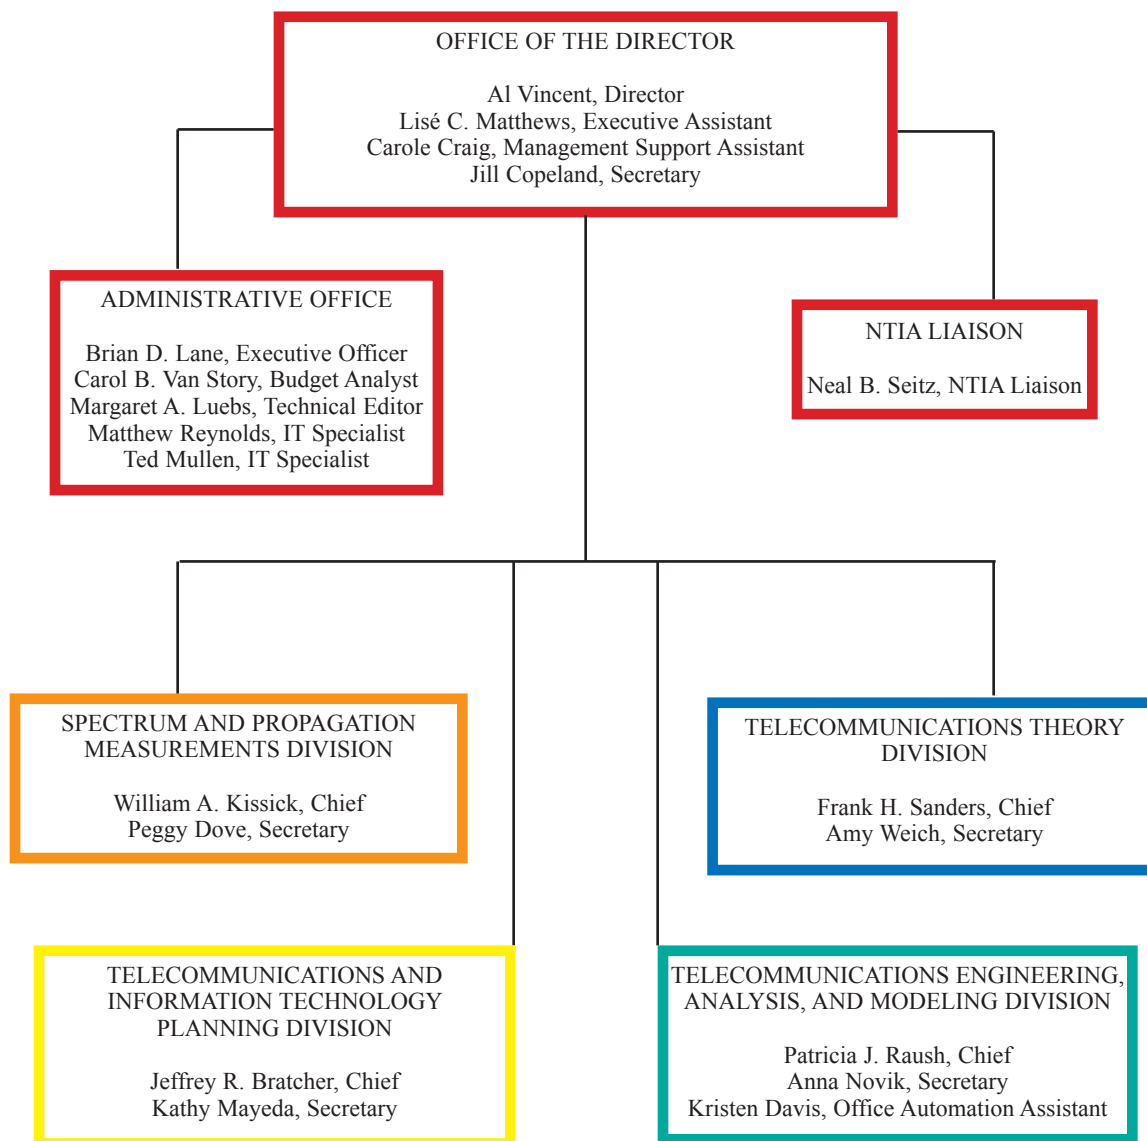 OFFICE OF THE DIRECTOR
Al Vincent, Director
Lisé C. Matthews, Executive Assistant
Carole Craig, Management Support Assistant
Jill Copeland, Secretary
ADMINISTRATIVE OFFICE
Brian D. Lane, Executive Officer
Carol B. Van Story, Budget Analyst
Margaret A. Luebs, Technical Editor
Matthew Reynolds, IT Specialist
Ted Mullen, IT Specialist
NTIA LIAISON
Neal B. Seitz, NTIA Liaison
SPECTRUM AND PROPAGATION
MEASUREMENTS DIVISION
William A. Kissick, Chief
Peggy Dove, Secretary
TELECOMMUNICATIONS THEORY
DIVISION
Frank H. Sanders, Chief
Amy Weich, Secretary
TELECOMMUNICATIONS AND
INFORMATION TECHNOLOGY
PLANNING DIVISION
Jeffrey R. Bratcher, Chief
Kathy Mayeda, Secretary
TELECOMMUNICATIONS ENGINEERING,
ANALYSIS, AND MODELING DIVISION
Patricia J. Raush, Chief
Anna Novik, Secretary
Kristen Davis, Office Automation Assistant